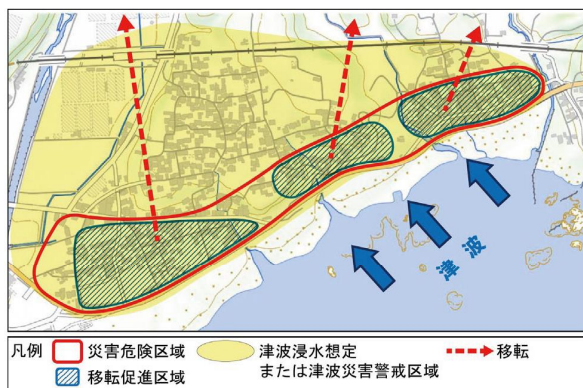 津波
凡例
災害危険区域
津波浸水想定
または津波災害警戒区域
移転
移転促進区域